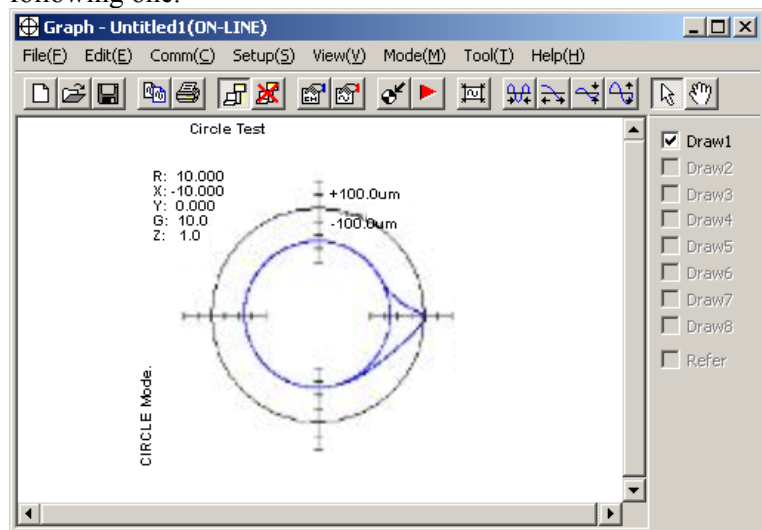 following one.
Graph - Untitled1(ON-LINE)
File(F) Edit(E) Comm(C) Setup(S) View(V) Mode(M) Tool(T) Help(H)
Circle Test
R: 10.000
X:-10.000
Y: 0.000
G: 10.0
Z: 1.0
+100.0um
-100.0um
CIRCLE Mode.
Draw1
Draw2
Draw3
Draw4
Draw5
Draw6
Draw7
Draw8
Refer